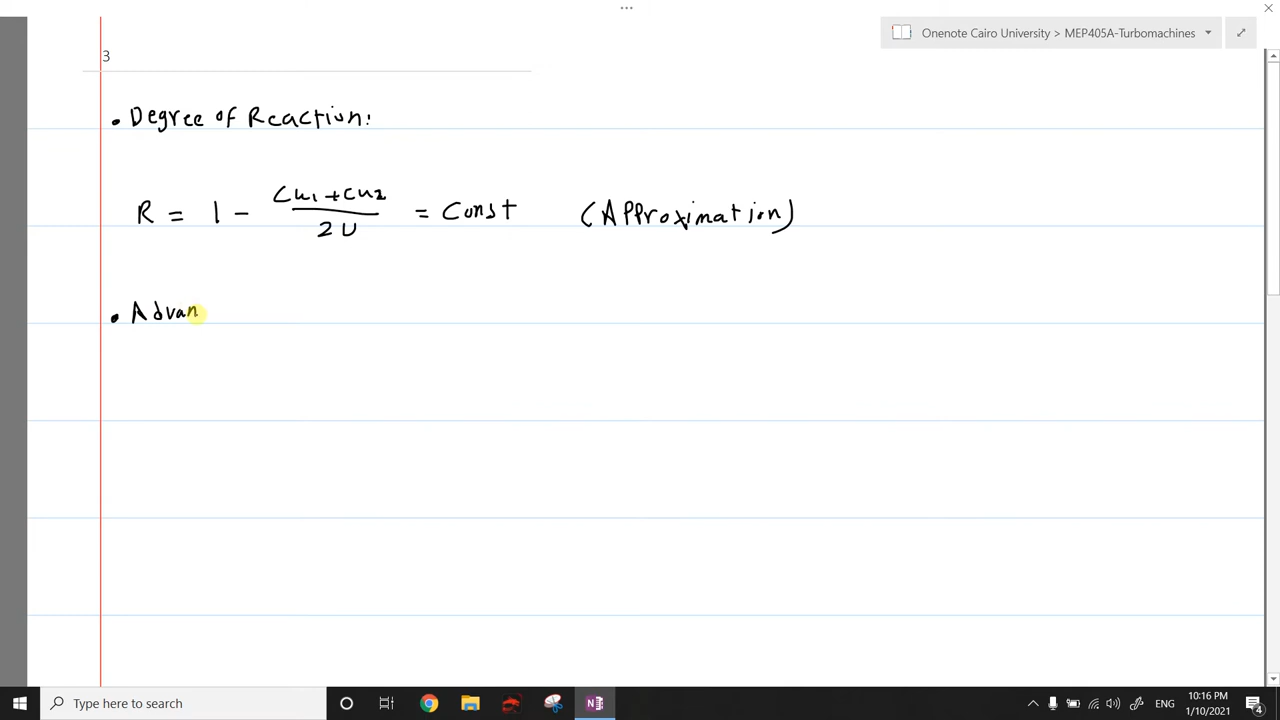 Onenote Cairo University > MEP405A-Turbomachines
3
• Degree of Reaction:
R = 1 - (Cu₁+Cu₂)/2U = Const (Approximation)
• Advan
Type here to search
ENG
10:16 PM
1/10/2021
4